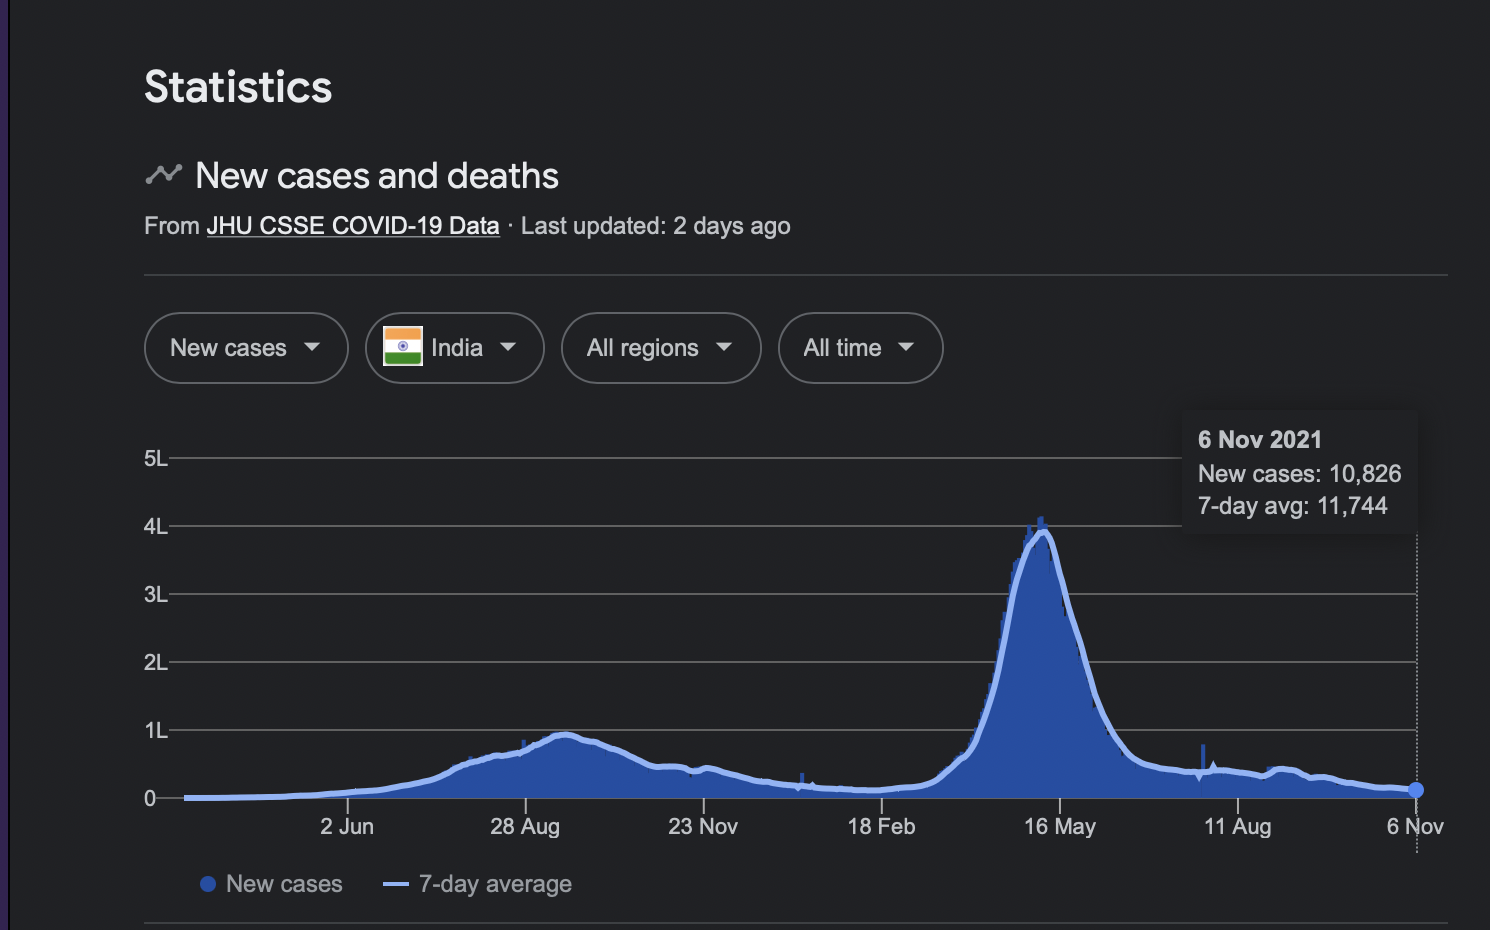 Statistics
New cases and deaths
From JHU CSSE COVID-19 Data · Last updated: 2 days ago
New cases India All regions All time
6 Nov 2021
New cases: 10,826
7-day avg: 11,744
5L
4L
3L
2L
1L
0
2 Jun 28 Aug 23 Nov 18 Feb 16 May 11 Aug 6 Nov
New cases 7-day average